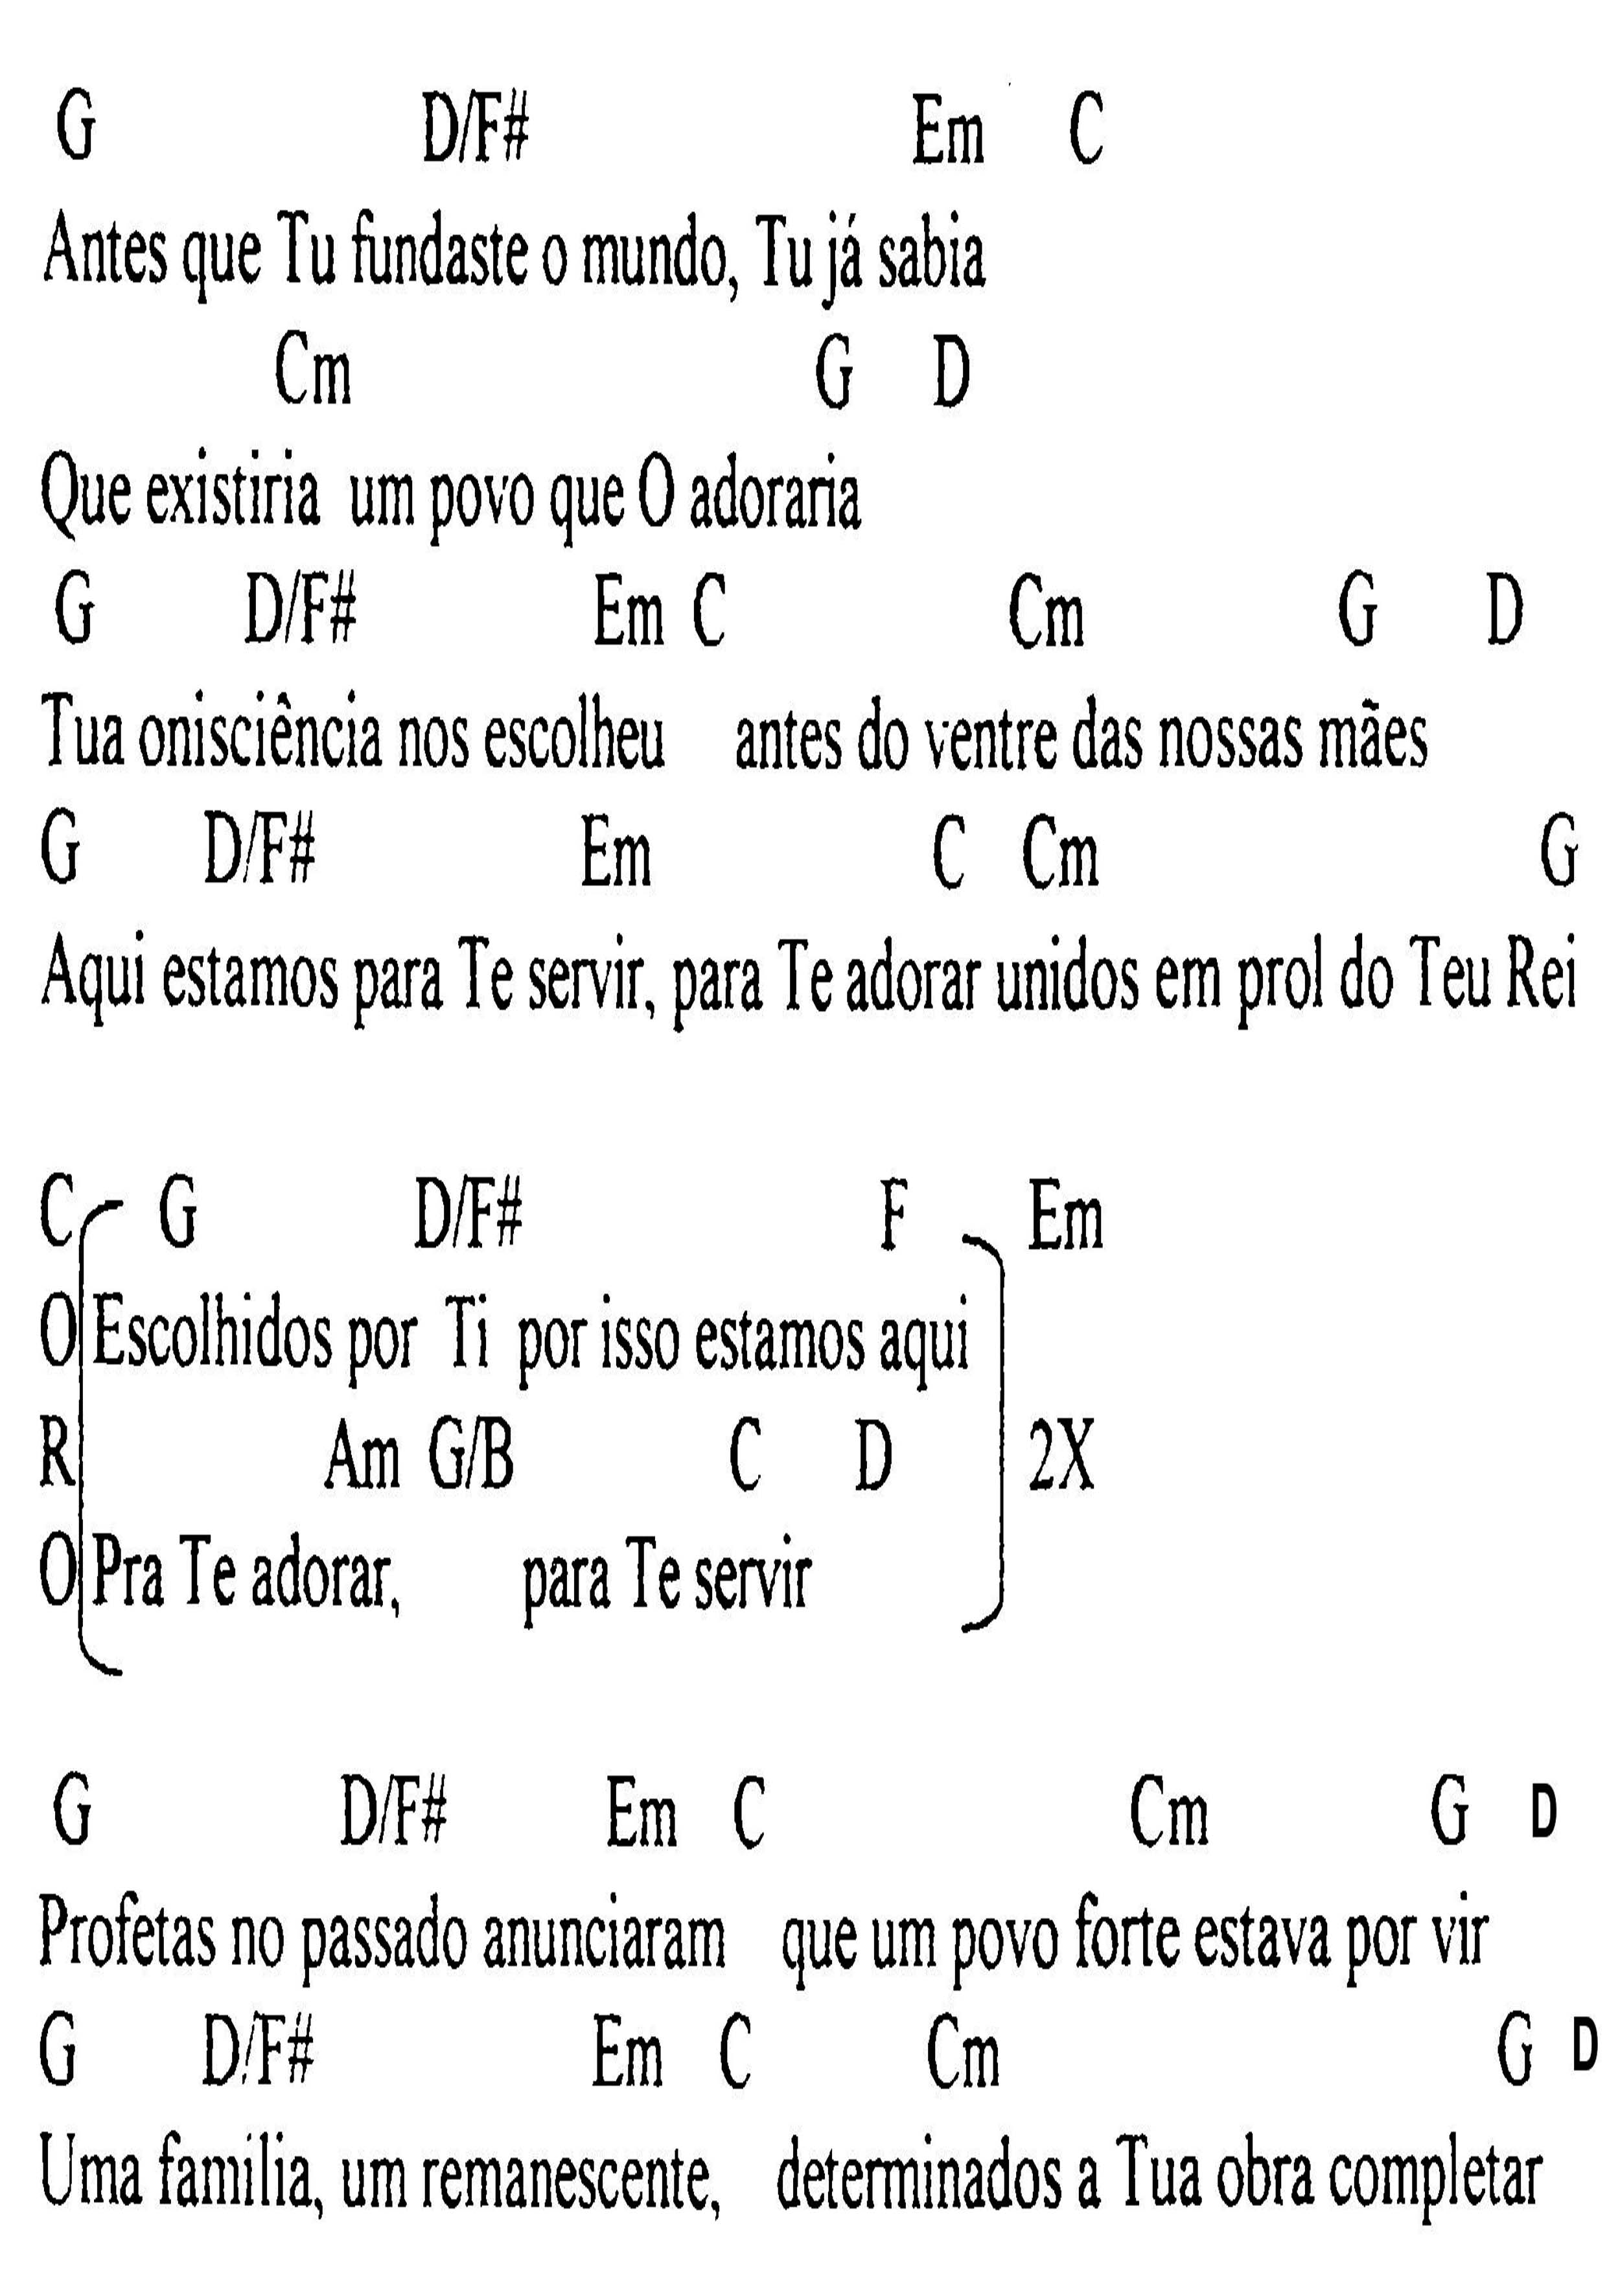 G D/F# Em C
Antes que Tu fundaste o mundo, Tu já sabia
Cm G D
Que existiria um povo que O adoraria
G D/F# Em C Cm G D
Tua onisciência nos escolheu antes do ventre das nossas mães
G D/F# Em C Cm G
Aqui estamos para Te servir, para Te adorar unidos em prol do Teu Rei
C G D/F# F Em
O Escolhidos por Ti por isso estamos aqui
R Am G/B C D 2X
O Pra Te adorar, para Te servir
G D/F# Em C Cm G D
Profetas no passado anunciaram que um povo forte estava por vir
G D/F# Em C Cm G D
Uma familia, um remanescente, determinados a Tua obra completar